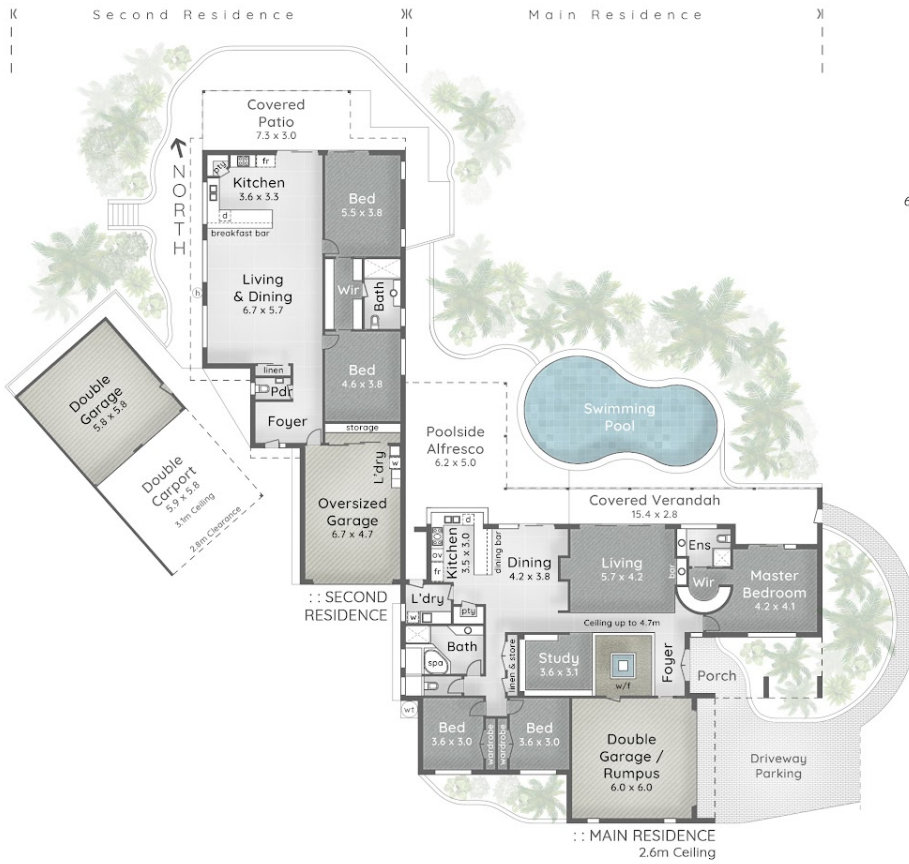 Second Residence
Main Residence
Covered
Patio
7.3 x 3.0
NORTH
pty
fr
Kitchen
3.6 x 3.3
d
breakfast bar
Bed
5.5 x 3.8
Living
& Dining
6.7 x 5.7
h
Wir
Bath
linen
Pdr
Bed
4.6 x 3.8
Foyer
storage
Double
Garage
5.8 x 5.8
Double
Carport
5.9 x 5.8
3.1m Ceiling
2.8m Clearance
L'dry
w
Oversized
Garage
6.7 x 4.7
:: SECOND
RESIDENCE
Poolside
Alfresco
6.2 x 5.0
Swimming
Pool
Covered Verandah
15.4 x 2.8
d
Kitchen
3.5 x 3.0
ov
fr
dining bar
Dining
4.2 x 3.8
Living
5.7 x 4.2
bar
Ens
Wir
Master
Bedroom
4.2 x 4.1
L'dry
w
pty
Ceiling up to 4.7m
Bath
spa
linen & store
Study
3.6 x 3.1
w/f
Foyer
Porch
wt
Bed
3.6 x 3.0
wardrobe
wardrobe
Bed
3.6 x 3.0
Double
Garage /
Rumpus
6.0 x 6.0
Driveway
Parking
:: MAIN RESIDENCE
2.6m Ceiling
6